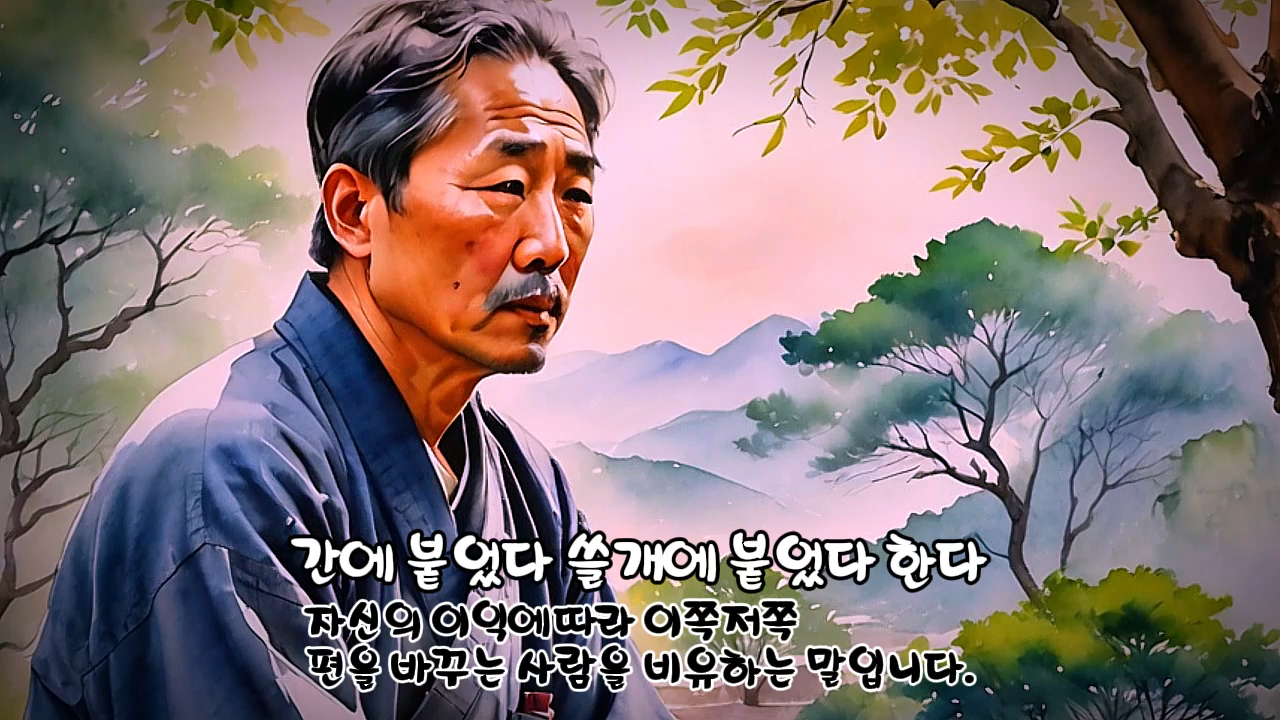 간에 붙었다 쓸개에 붙었다 한다
자신의 이익에따라 이쪽저쪽
편을 바꾸는 사람을 비유하는 말입니다.